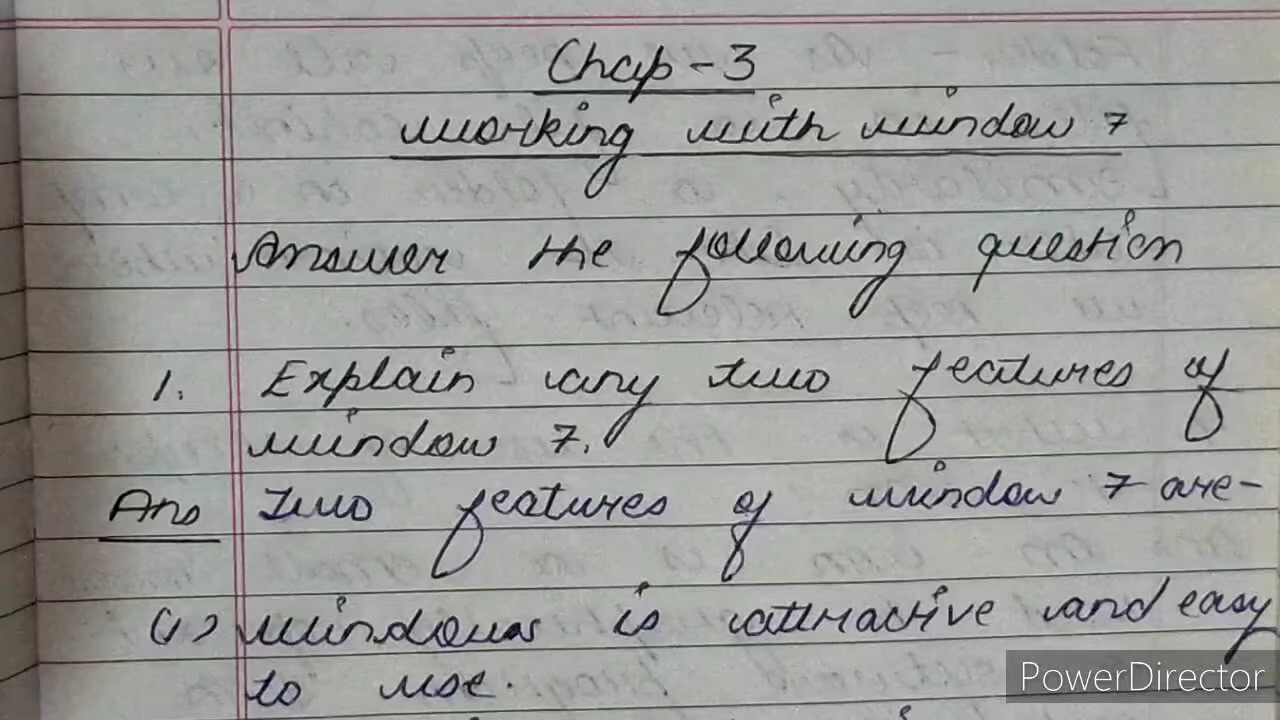 Chap - 3
working with window 7
Answer the following question
1. Explain any two features of
window 7.
Ans Two features of window 7 are-
(1) windows is attractive and easy
to use.
PowerDirector